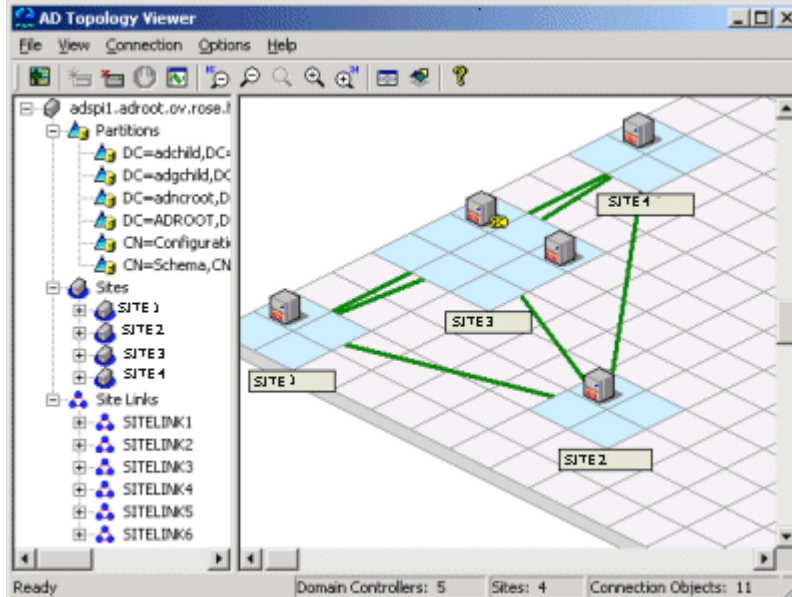 AD Topology Viewer
File View Connection Options Help
adspi1.adroot.ov.rose.
Partitions
DC=adchild,DC=
DC=adgchild,DC
DC=adncroot,D
DC=ADROOT,D
CN=Configurati
CN=Schema,CN
Sites
SITE 1
SITE 2
SITE 3
SITE 4
Site Links
SITELINK1
SITELINK2
SITELINK3
SITELINK4
SITELINK5
SITELINK6
SITE 4
SITE 3
SITE 1
SITE 2
Ready
Domain Controllers: 5
Sites: 4
Connection Objects: 11